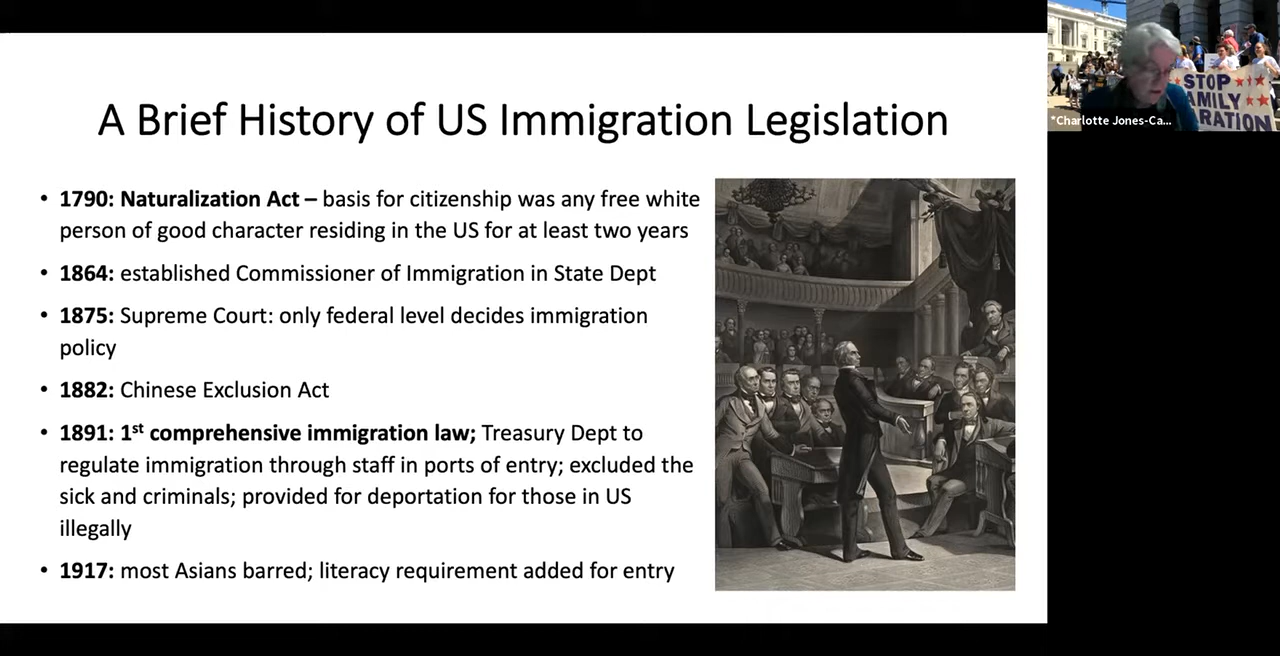 A Brief History of US Immigration Legislation
• 1790: Naturalization Act – basis for citizenship was any free white
person of good character residing in the US for at least two years
• 1864: established Commissioner of Immigration in State Dept
• 1875: Supreme Court: only federal level decides immigration
policy
• 1882: Chinese Exclusion Act
• 1891: 1st comprehensive immigration law; Treasury Dept to
regulate immigration through staff in ports of entry; excluded the
sick and criminals; provided for deportation for those in US
illegally
• 1917: most Asians barred; literacy requirement added for entry
STOP
AMILY
RATION
*Charlotte Jones-Ca...